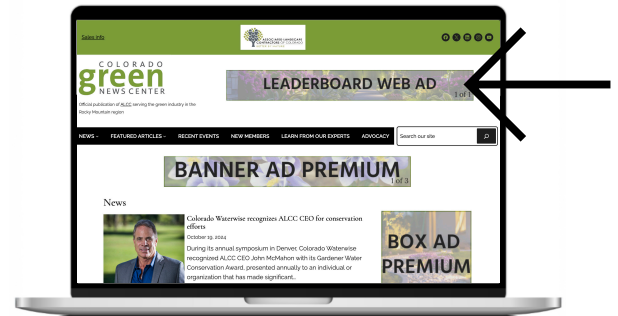 Sales Info
ASSOCIATED LANDSCAPE
CONTRACTORS OF COLORADO
COLORADO
green
NEWS CENTER
LEADERBOARD WEB AD
1 of 1
Official publication of ALCC serving the green industry in the
Rocky Mountain region
NEWS
FEATURED ARTICLES
RECENT EVENTS
NEW MEMBERS
LEARN FROM OUR EXPERTS
ADVOCACY
Search our site
BANNER AD PREMIUM
1 of 3
News
Colorado Waterwise recognizes ALCC CEO for conservation
efforts
October 19, 2024
During its annual symposium in Denver, Colorado Waterwise
recognized ALCC CEO John McMahon with its Gardener Water
Conservation Award, presented annually to an individual or
organization that has made significant...
BOX AD
PREMIUM